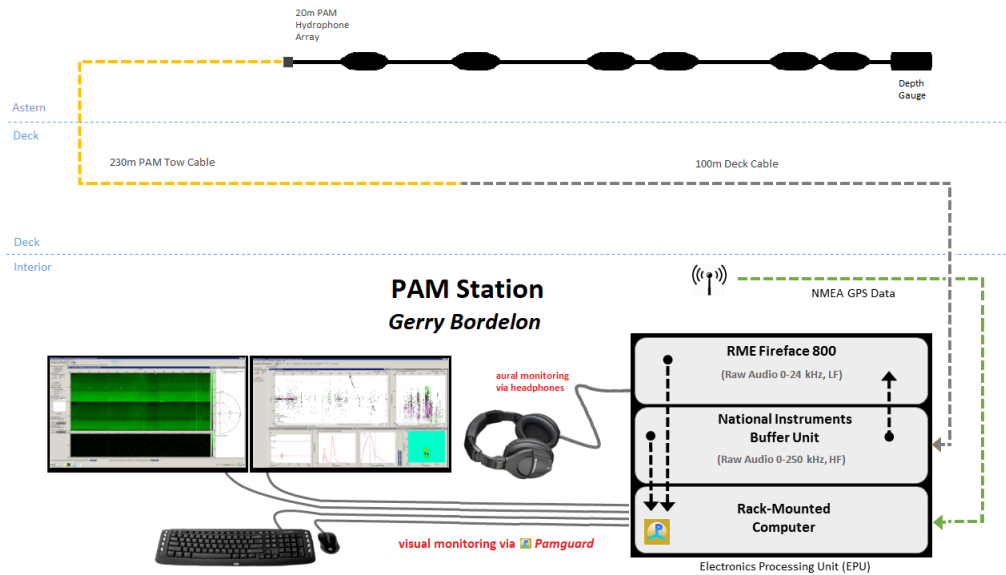 20m PAM
Hydrophone
Array
Depth
Gauge
Astern
Deck
230m PAM Tow Cable
100m Deck Cable
Deck
Interior
PAM Station
Gerry Bordelon
NMEA GPS Data
RME Fireface 800
(Raw Audio 0-24 kHz, LF)
aural monitoring
via headphones
National Instruments
Buffer Unit
(Raw Audio 0-250 kHz, HF)
Rack-Mounted
Computer
P
visual monitoring via P Pamguard
Electronics Processing Unit (EPU)